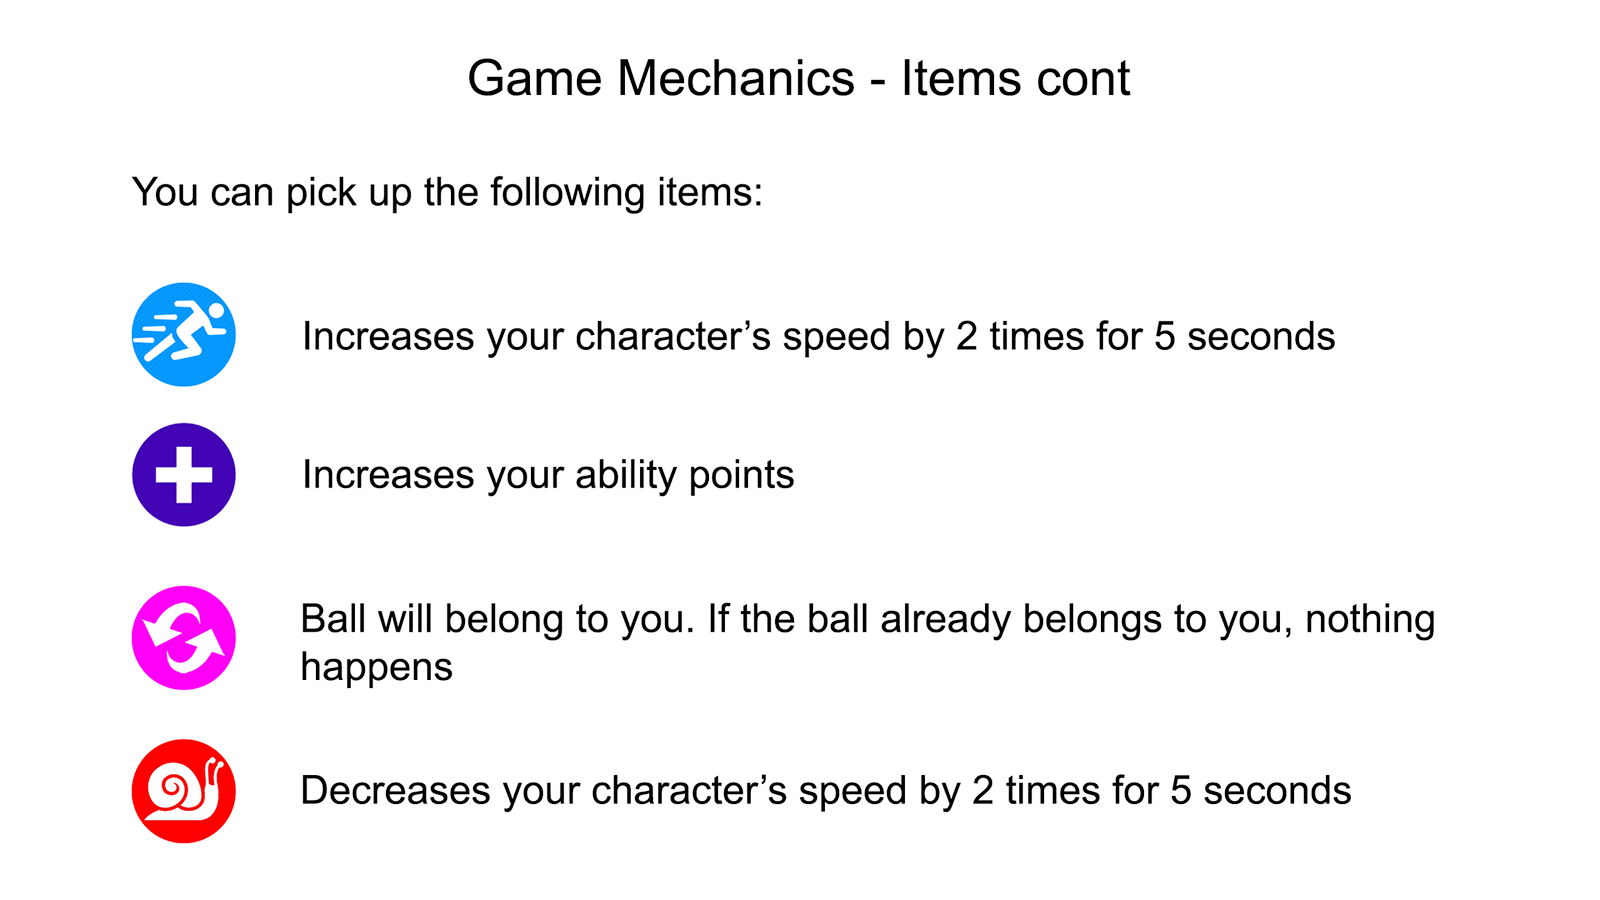 Game Mechanics - Items cont
You can pick up the following items:
Increases your character’s speed by 2 times for 5 seconds
Increases your ability points
Ball will belong to you. If the ball already belongs to you, nothing
happens
Decreases your character’s speed by 2 times for 5 seconds